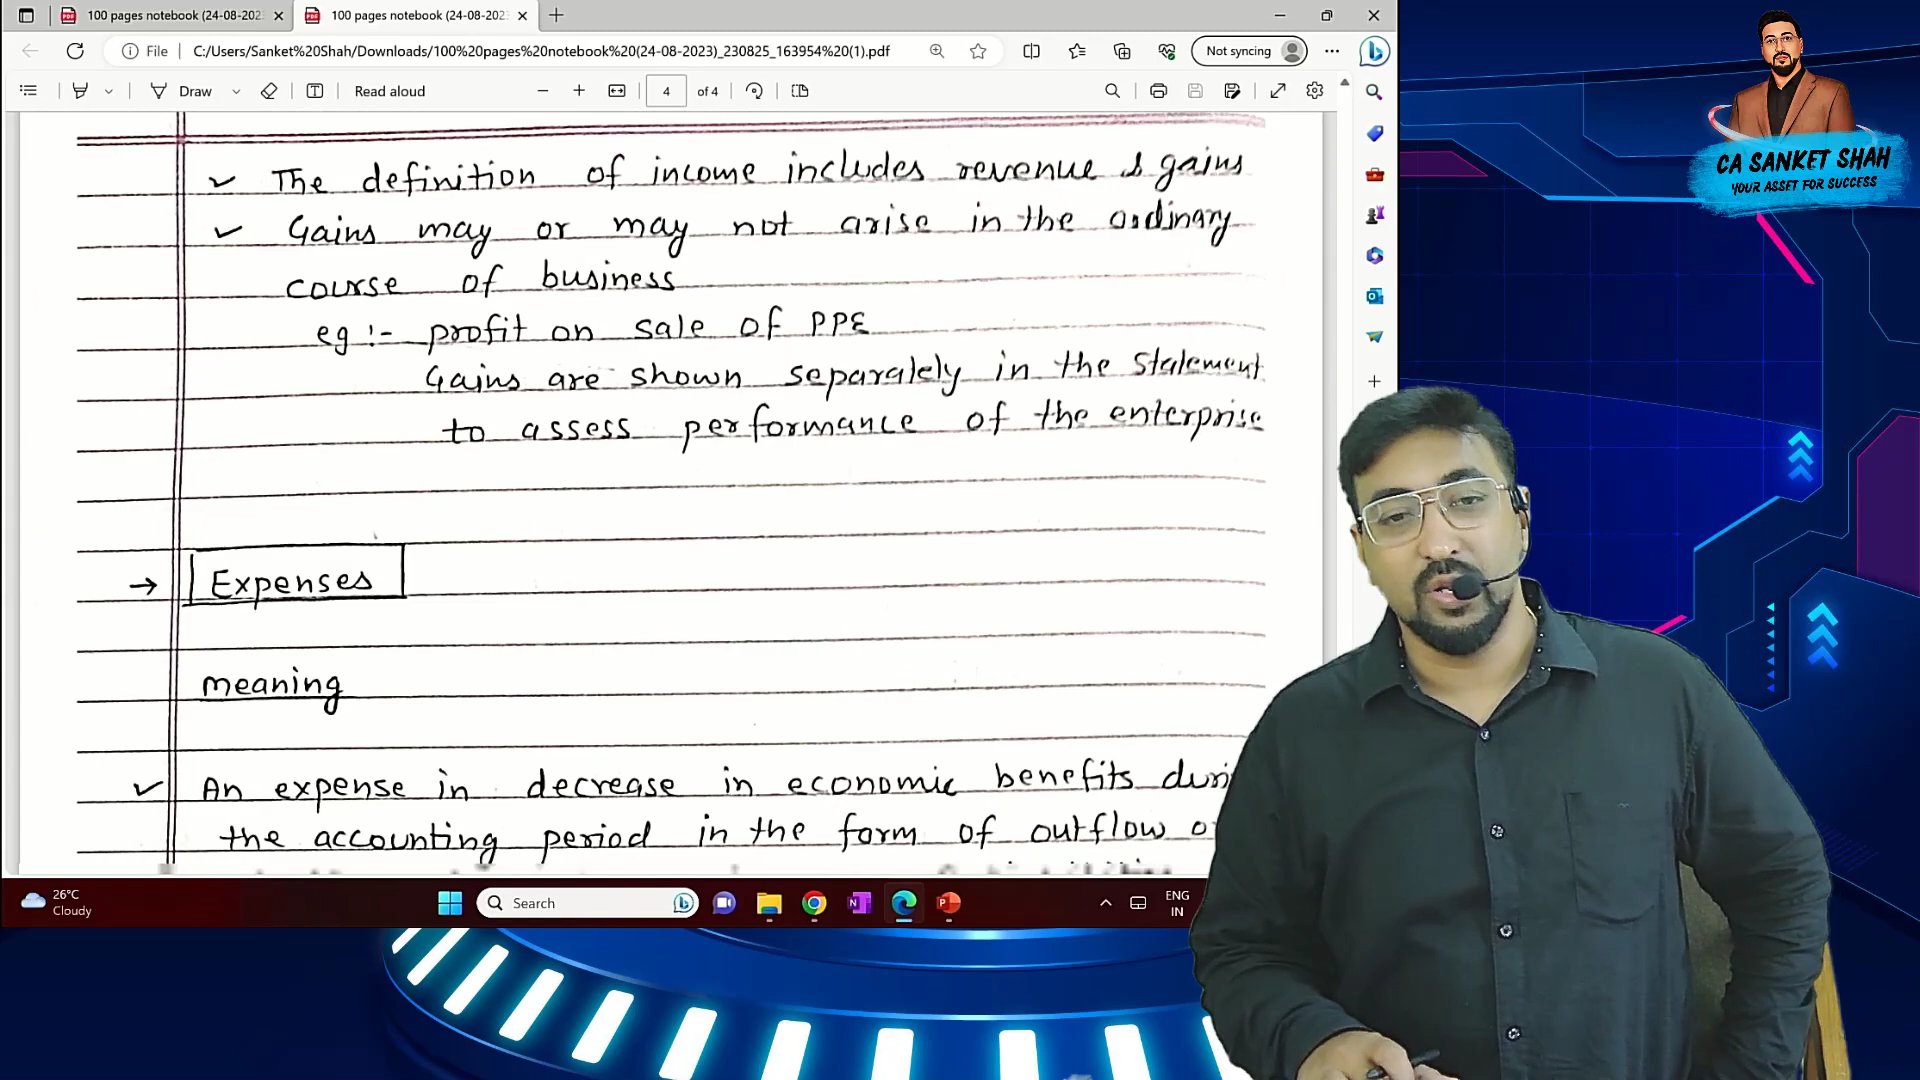 100 pages notebook (24-08-202
100 pages notebook (24-08-202
File
C:/Users/Sanket%20Shah/Downloads/100%20pages%20notebook%20(24-08-2023)_230825_163954%20(1).pdf
Not syncing
Draw
Read aloud
4
of 4
CA SANKET SHAH
YOUR ASSET FOR SUCCESS
✓ The definition of income includes revenue & gains
✓ Gains may or may not arise in the ordinary
course of business
eg :- profit on sale of PPE
Gains are shown separately in the statement
to assess performance of the enterprise
→ Expenses
meaning
✓ An expense in decrease in economic benefits duri
the accounting period in the form of outflow o
26°C
Cloudy
Search
ENG
IN